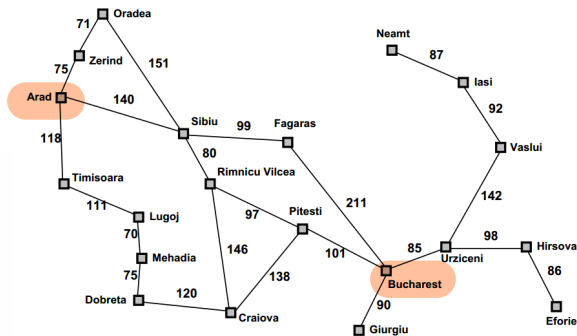 Oradea
71
Neamt
87
Zerind
151
75
Iasi
Arad
140
92
118
Sibiu
99
Fagaras
Vaslui
80
Timisoara
Rimnicu Vilcea
111
97
211
142
Lugoj
Pitesti
70
98
146
101
85
Hirsova
Mehadia
Urziceni
138
75
86
Bucharest
120
90
Dobreta
Eforie
Craiova
Giurgiu